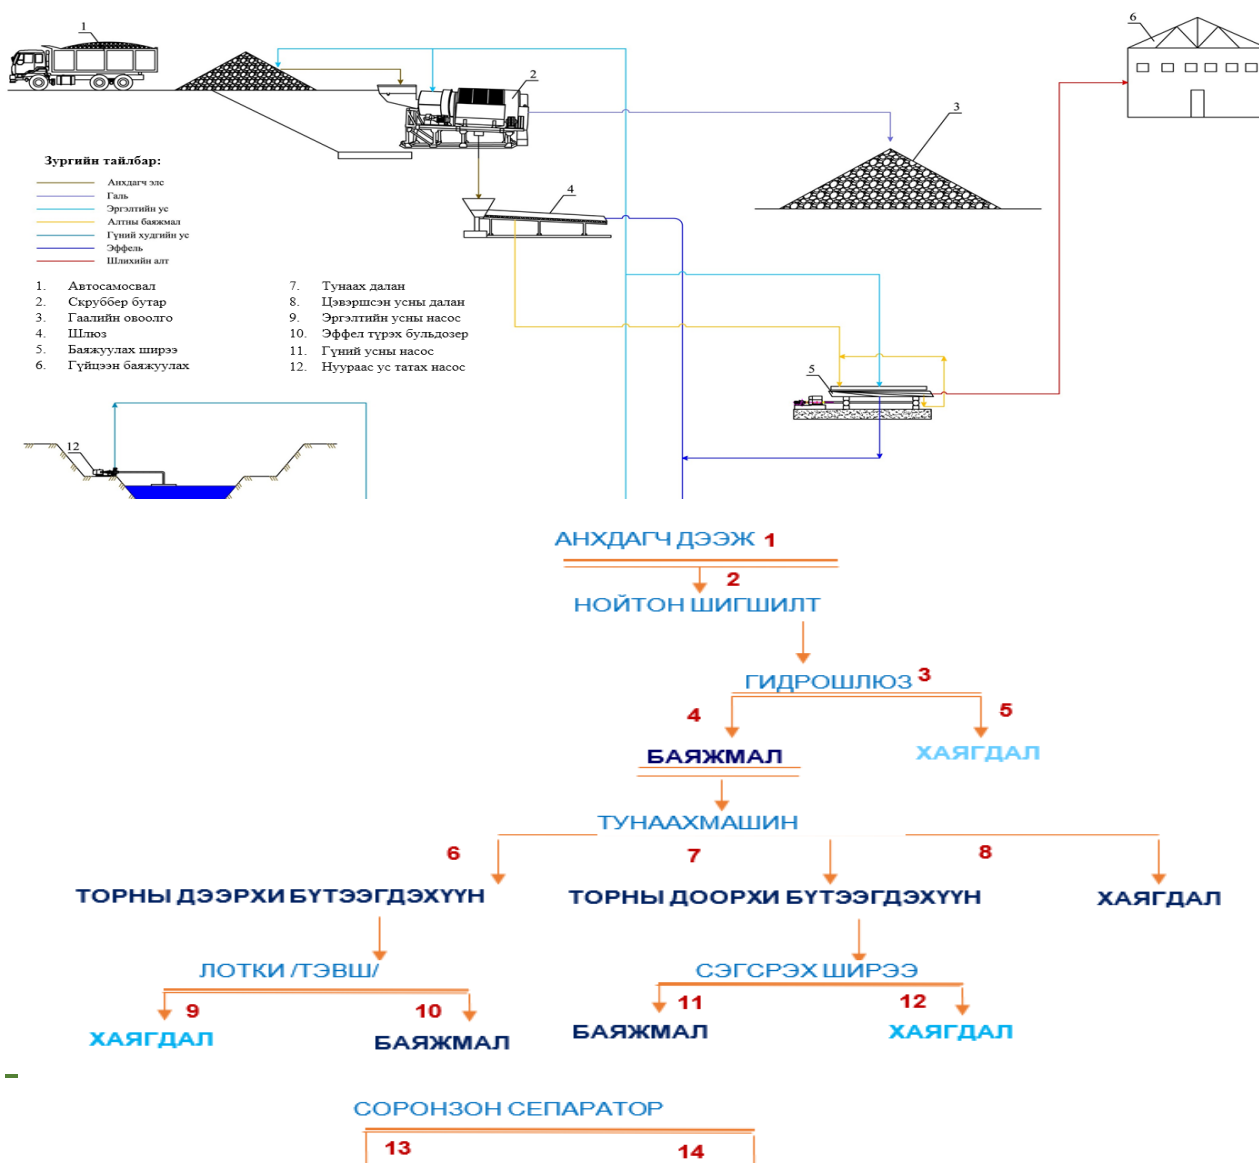 1
6
2
3
Зургийн тайлбар:
Анхдагч элс
Галь
Эргэлтийн ус
Алтны баяжмал
Гүний худгийн ус
Эффель
Шлихийн алт
4
1. Автосамосвал
2. Скруббер бутар
3. Гаалийн овоолго
4. Шлюз
5. Баяжуулах ширээ
6. Гүйцээн баяжуулах
7. Тунаах далан
8. Цэвэршсэн усны далан
9. Эргэлтийн усны насос
10. Эффел түрэх бульдозер
11. Гүний усны насос
12. Нуураас ус татах насос
5
12
АНХДАГЧ ДЭЭЖ 1
2
НОЙТОН ШИГШИЛТ
ГИДРОШЛЮЗ 3
4 5
БАЯЖМАЛ ХАЯГДАЛ
ТУНААХМАШИН
6 7 8
ТОРНЫ ДЭЭРХИ БҮТЭЭГДЭХҮҮН ТОРНЫ ДООРХИ БҮТЭЭГДЭХҮҮН ХАЯГДАЛ
ЛОТКИ /ТЭВШ/ СЭГСРЭХ ШИРЭЭ
9 10 11 12
ХАЯГДАЛ БАЯЖМАЛ БАЯЖМАЛ ХАЯГДАЛ
СОРОНЗОН СЕПАРАТОР
13 14